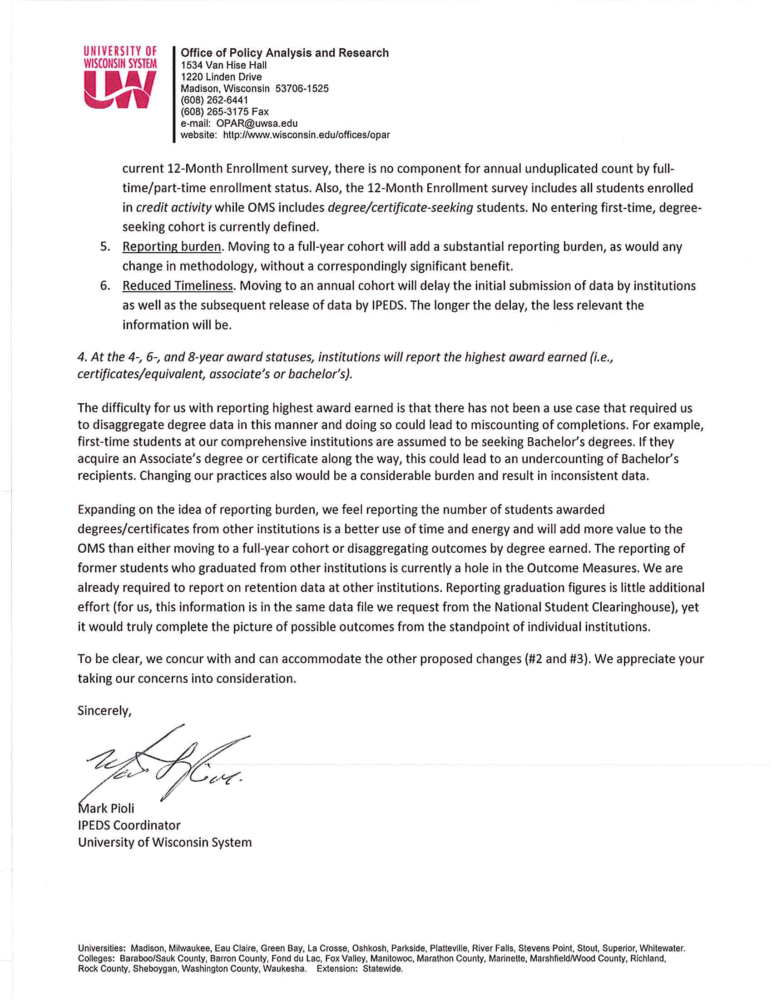 UNIVERSITY OF
WISCONSIN SYSTEM
UW
Office of Policy Analysis and Research
1534 Van Hise Hall
1220 Linden Drive
Madison, Wisconsin 53706-1525
(608) 262-6441
(608) 265-3175 Fax
e-mail: OPAR@uwsa.edu
website: http://www.wisconsin.edu/offices/opar
current 12-Month Enrollment survey, there is no component for annual unduplicated count by full-
time/part-time enrollment status. Also, the 12-Month Enrollment survey includes all students enrolled
in credit activity while OMS includes degree/certificate-seeking students. No entering first-time, degree-
seeking cohort is currently defined.
5. Reporting burden. Moving to a full-year cohort will add a substantial reporting burden, as would any
change in methodology, without a correspondingly significant benefit.
6. Reduced Timeliness. Moving to an annual cohort will delay the initial submission of data by institutions
as well as the subsequent release of data by IPEDS. The longer the delay, the less relevant the
information will be.
4. At the 4-, 6-, and 8-year award statuses, institutions will report the highest award earned (i.e.,
certificates/equivalent, associate's or bachelor's).
The difficulty for us with reporting highest award earned is that there has not been a use case that required us
to disaggregate degree data in this manner and doing so could lead to miscounting of completions. For example,
first-time students at our comprehensive institutions are assumed to be seeking Bachelor's degrees. If they
acquire an Associate's degree or certificate along the way, this could lead to an undercounting of Bachelor's
recipients. Changing our practices also would be a considerable burden and result in inconsistent data.
Expanding on the idea of reporting burden, we feel reporting the number of students awarded
degrees/certificates from other institutions is a better use of time and energy and will add more value to the
OMS than either moving to a full-year cohort or disaggregating outcomes by degree earned. The reporting of
former students who graduated from other institutions is currently a hole in the Outcome Measures. We are
already required to report on retention data at other institutions. Reporting graduation figures is little additional
effort (for us, this information is in the same data file we request from the National Student Clearinghouse), yet
it would truly complete the picture of possible outcomes from the standpoint of individual institutions.
To be clear, we concur with and can accommodate the other proposed changes (#2 and #3). We appreciate your
taking our concerns into consideration.
Sincerely,
Mark Pioli
IPEDS Coordinator
University of Wisconsin System
Universities: Madison, Milwaukee, Eau Claire, Green Bay, La Crosse, Oshkosh, Parkside, Platteville, River Falls, Stevens Point, Stout, Superior, Whitewater.
Colleges: Baraboo/Sauk County, Barron County, Fond du Lac, Fox Valley, Manitowoc, Marathon County, Marinette, Marshfield/Wood County, Richland,
Rock County, Sheboygan, Washington County, Waukesha. Extension: Statewide.